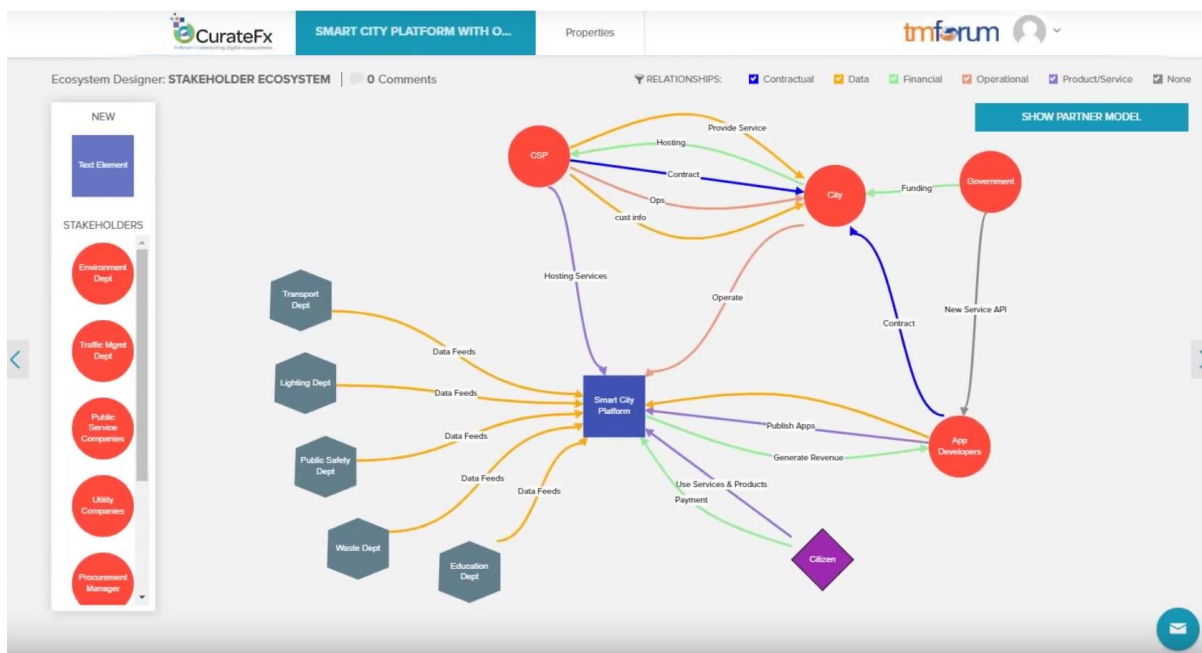 CurateFx
SMART CITY PLATFORM WITH O...
Properties
tmforum
Ecosystem Designer: STAKEHOLDER ECOSYSTEM
0 Comments
RELATIONSHIPS:
Contractual
Data
Financial
Operational
Product/Service
None
SHOW PARTNER MODEL
NEW
Text Element
STAKEHOLDERS
Environment
Dept
Traffic Mgmt
Dept
Public
Service
Companies
Utility
Companies
Procurement
Manager
CSP
Provide Service
Hosting
Contract
Ops
cust info
City
Funding
Government
Hosting Services
Operate
Contract
New Service API
Transport
Dept
Data Feeds
Lighting Dept
Data Feeds
Public Safety
Dept
Data Feeds
Waste Dept
Data Feeds
Education
Dept
Data Feeds
Smart City
Platform
Publish Apps
Generate Revenue
App
Developers
Use Services & Products
Payment
Citizen